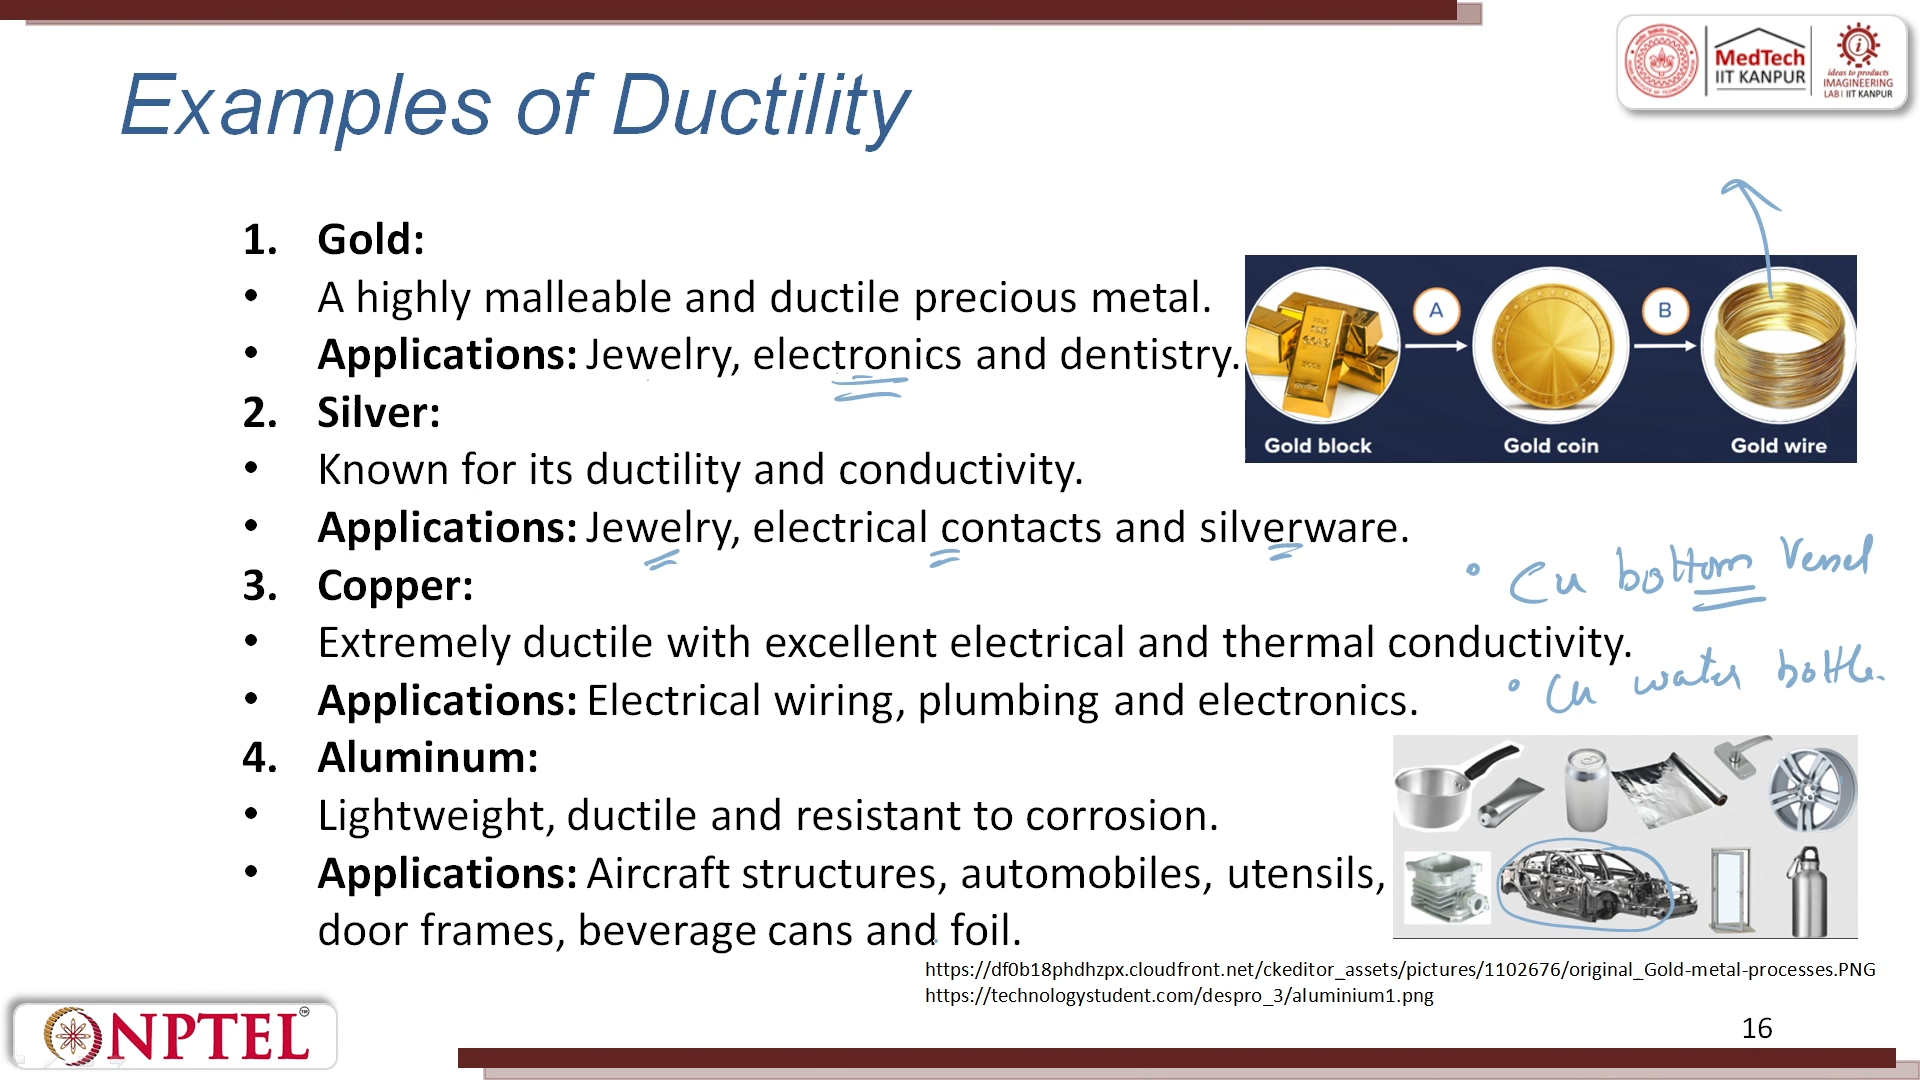 Examples of Ductility
MedTech
IIT KANPUR
ideas to products
IMAGINEERING
LAB | IIT KANPUR
1. Gold:
• A highly malleable and ductile precious metal.
• Applications: Jewelry, electronics and dentistry.
A
B
Gold block
Gold coin
Gold wire
2. Silver:
• Known for its ductility and conductivity.
• Applications: Jewelry, electrical contacts and silverware.
• Cu bottom Vessel
3. Copper:
• Extremely ductile with excellent electrical and thermal conductivity.
• Cu water bottle.
• Applications: Electrical wiring, plumbing and electronics.
4. Aluminum:
• Lightweight, ductile and resistant to corrosion.
• Applications: Aircraft structures, automobiles, utensils,
door frames, beverage cans and foil.
https://df0b18phdhzpx.cloudfront.net/ckeditor_assets/pictures/1102676/original_Gold-metal-processes.PNG
https://technologystudent.com/despro_3/aluminium1.png
NPTEL
TM
16